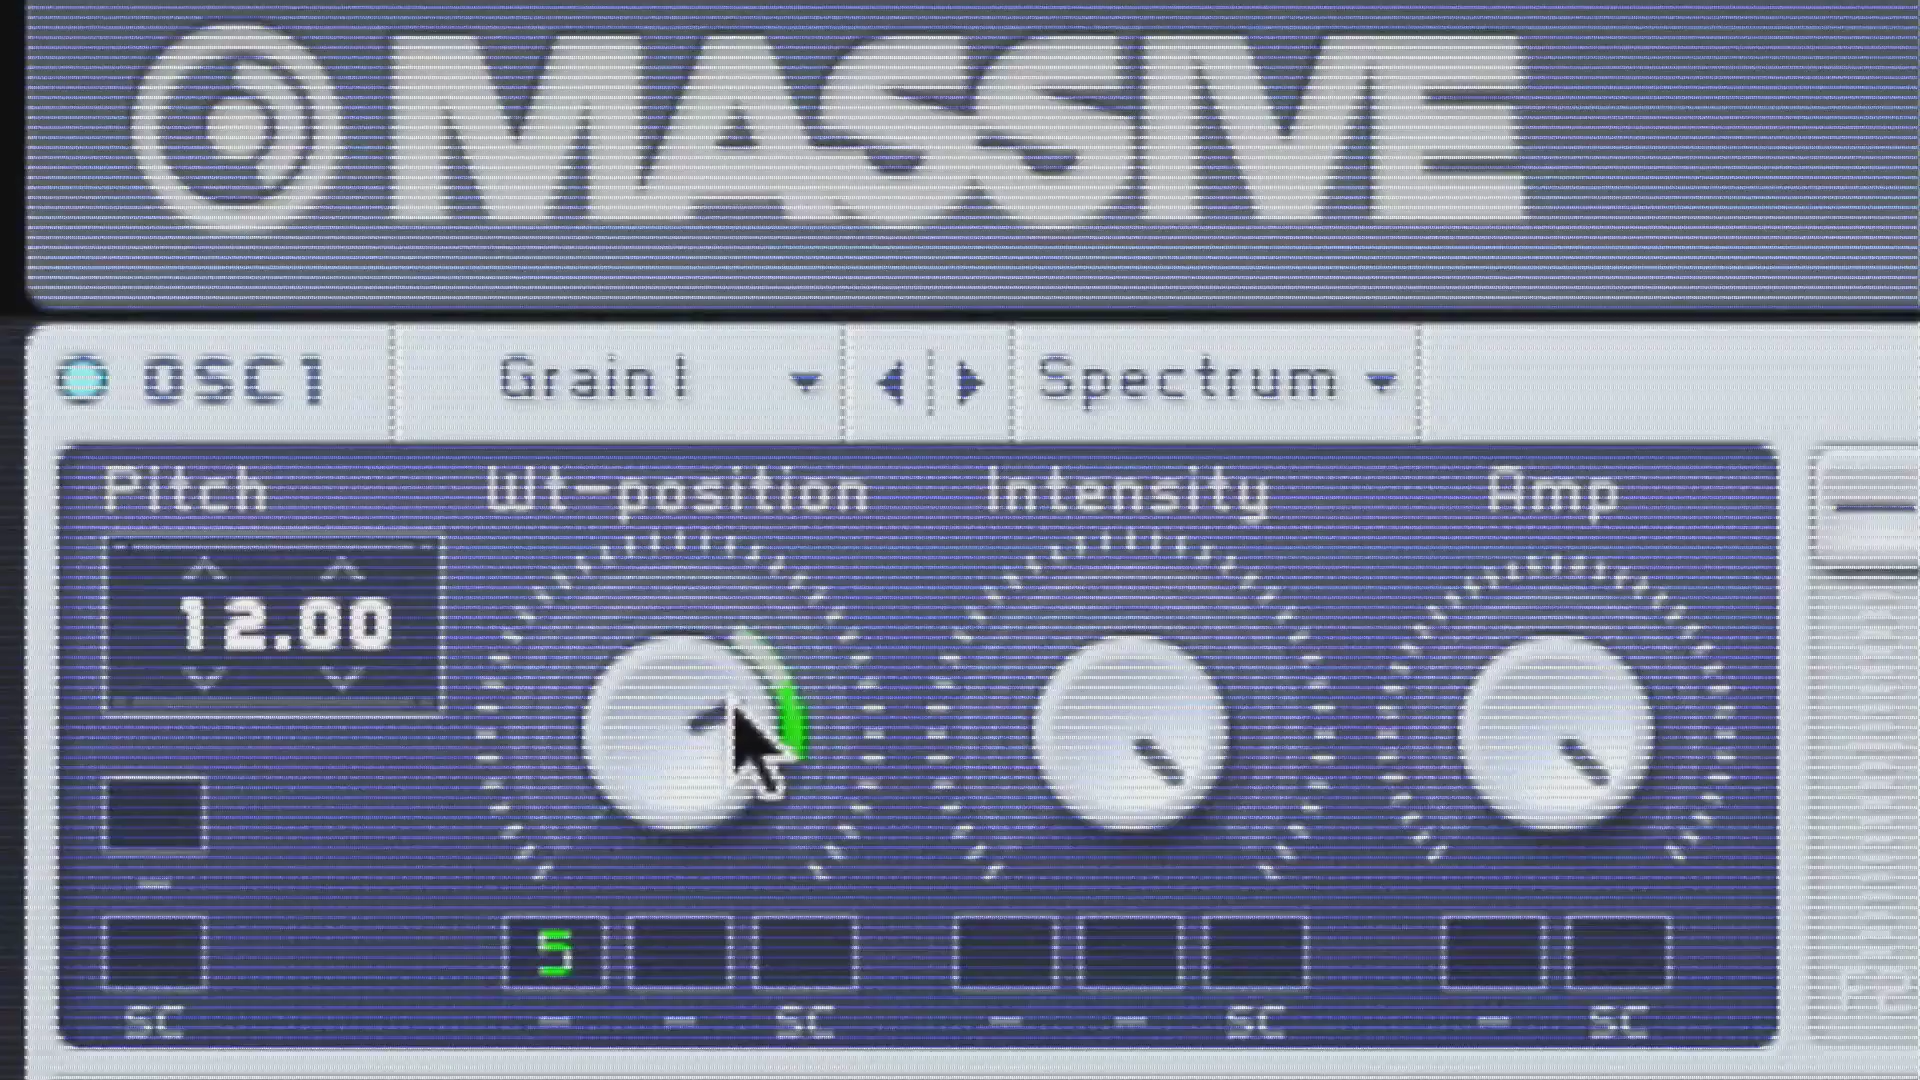 MASSIVE
OSC1 Grain I Spectrum
Pitch Wt-position Intensity Amp
12.00
5
SC SC SC SC